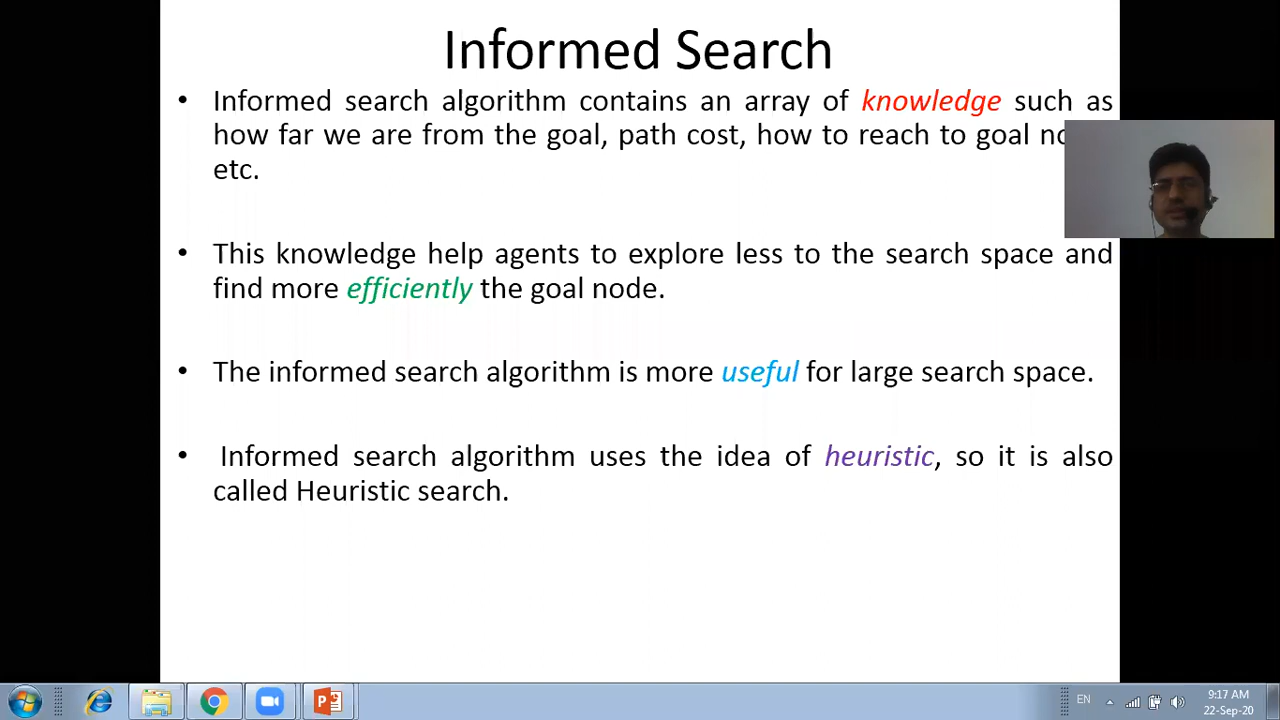 Informed Search
• Informed search algorithm contains an array of knowledge such as
how far we are from the goal, path cost, how to reach to goal
etc.
• This knowledge help agents to explore less to the search space and
find more efficiently the goal node.
• The informed search algorithm is more useful for large search space.
• Informed search algorithm uses the idea of heuristic, so it is also
called Heuristic search.
EN
9:17 AM
22-Sep-20